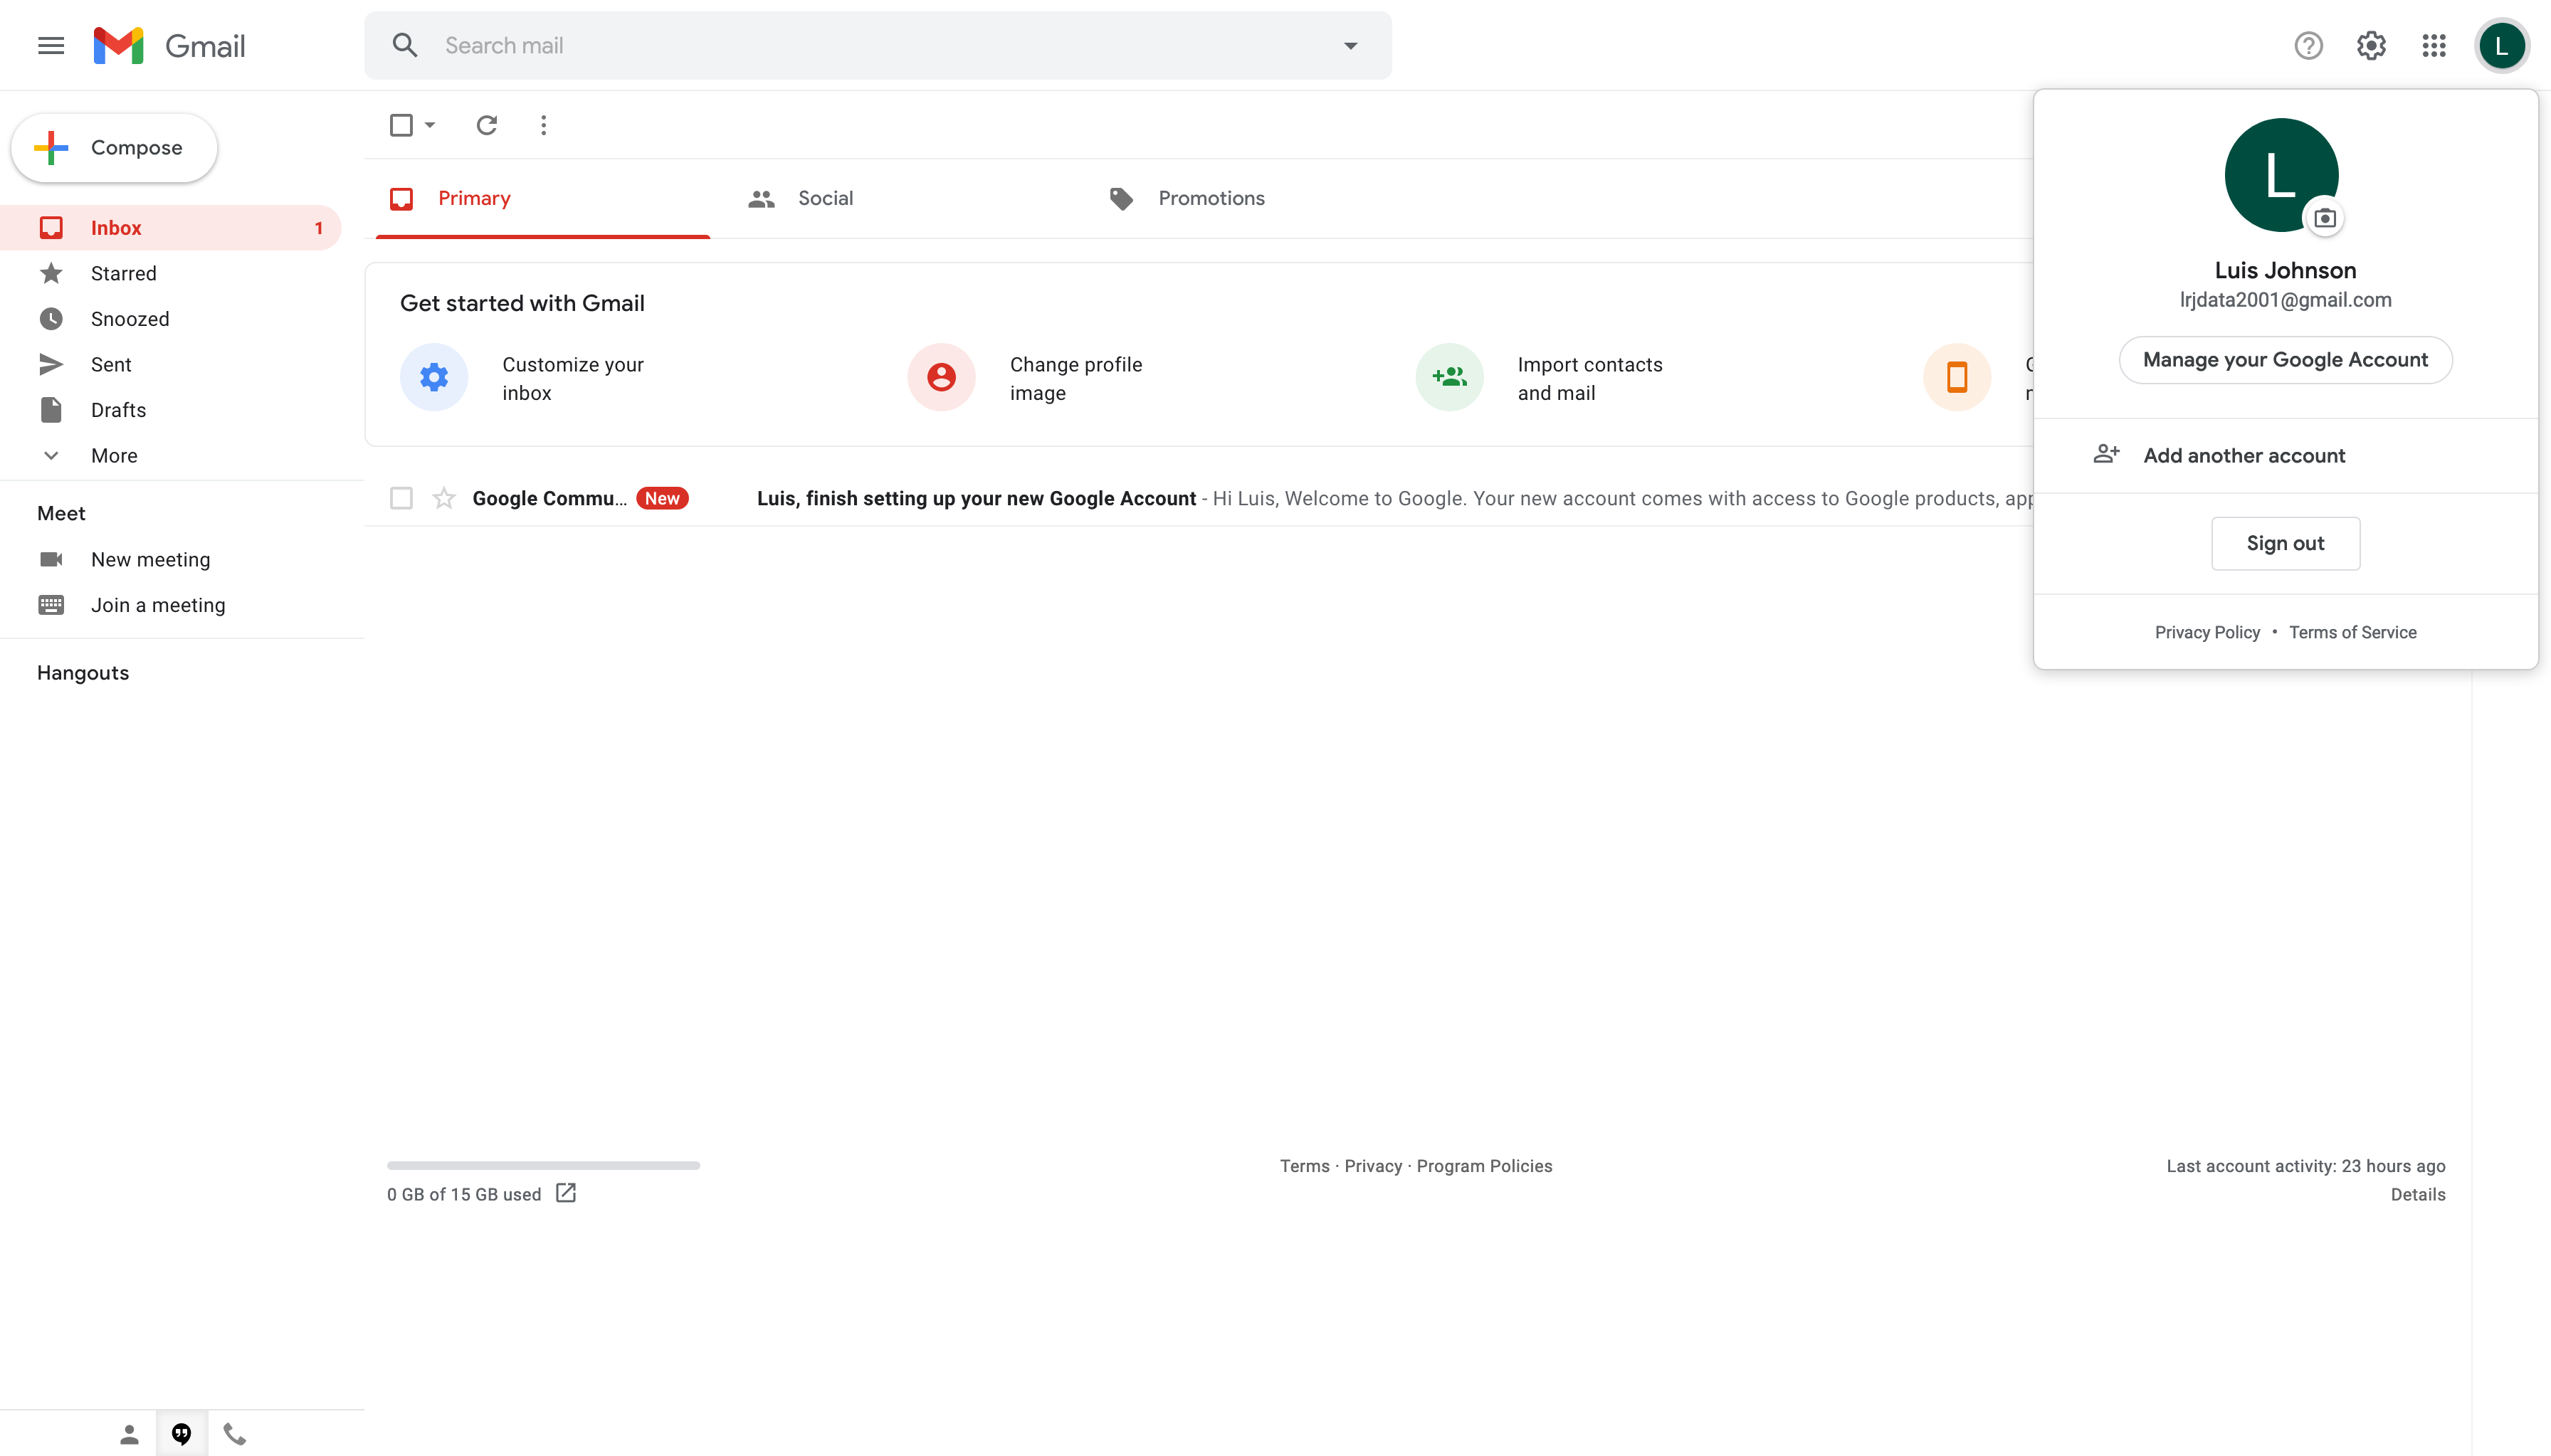 Gmail
Search mail
L
Compose
Inbox 1
Starred
Snoozed
Sent
Drafts
More
Meet
New meeting
Join a meeting
Hangouts
Primary
Social
Promotions
Get started with Gmail
Customize your
inbox
Change profile
image
Import contacts
and mail
Google Commu... New Luis, finish setting up your new Google Account - Hi Luis, Welcome to Google. Your new account comes with access to Google products,
L
Luis Johnson
lrjdata2001@gmail.com
Manage your Google Account
Add another account
Sign out
Privacy Policy • Terms of Service
0 GB of 15 GB used
Terms · Privacy · Program Policies
Last account activity: 23 hours ago
Details